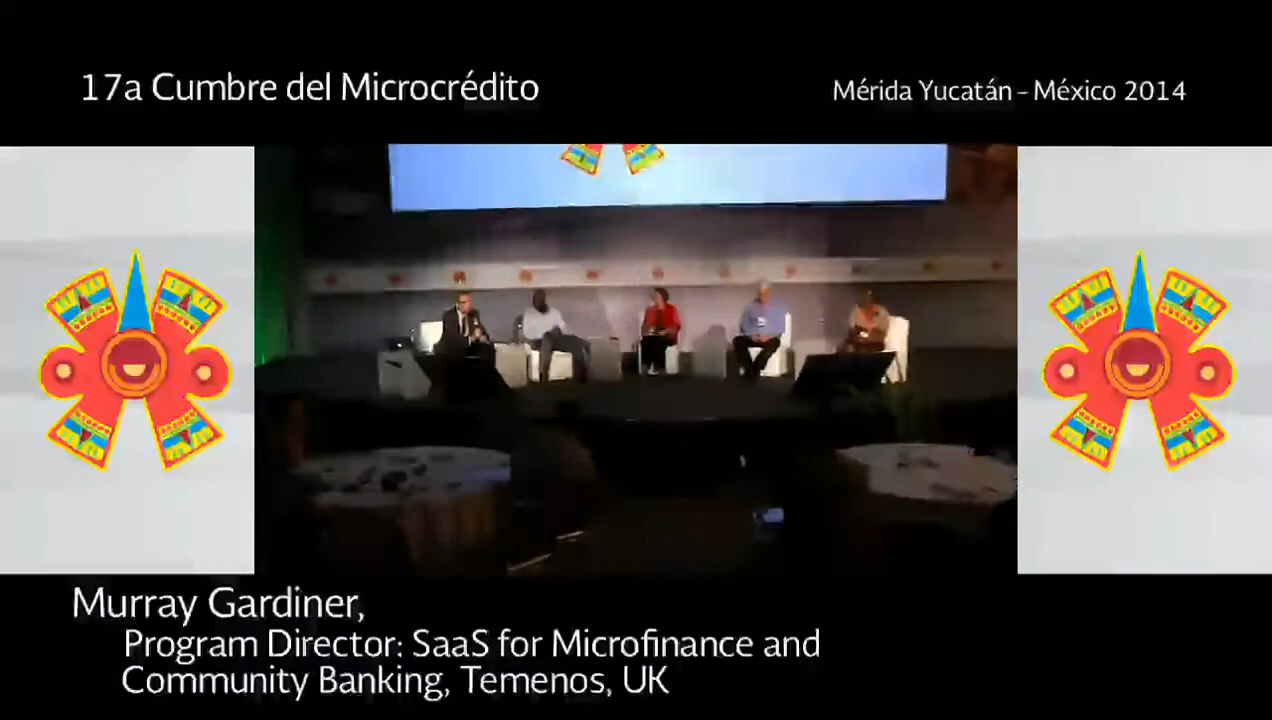 17a Cumbre del Microcrédito
Mérida Yucatán - México 2014
Murray Gardiner,
Program Director: SaaS for Microfinance and
Community Banking, Temenos, UK